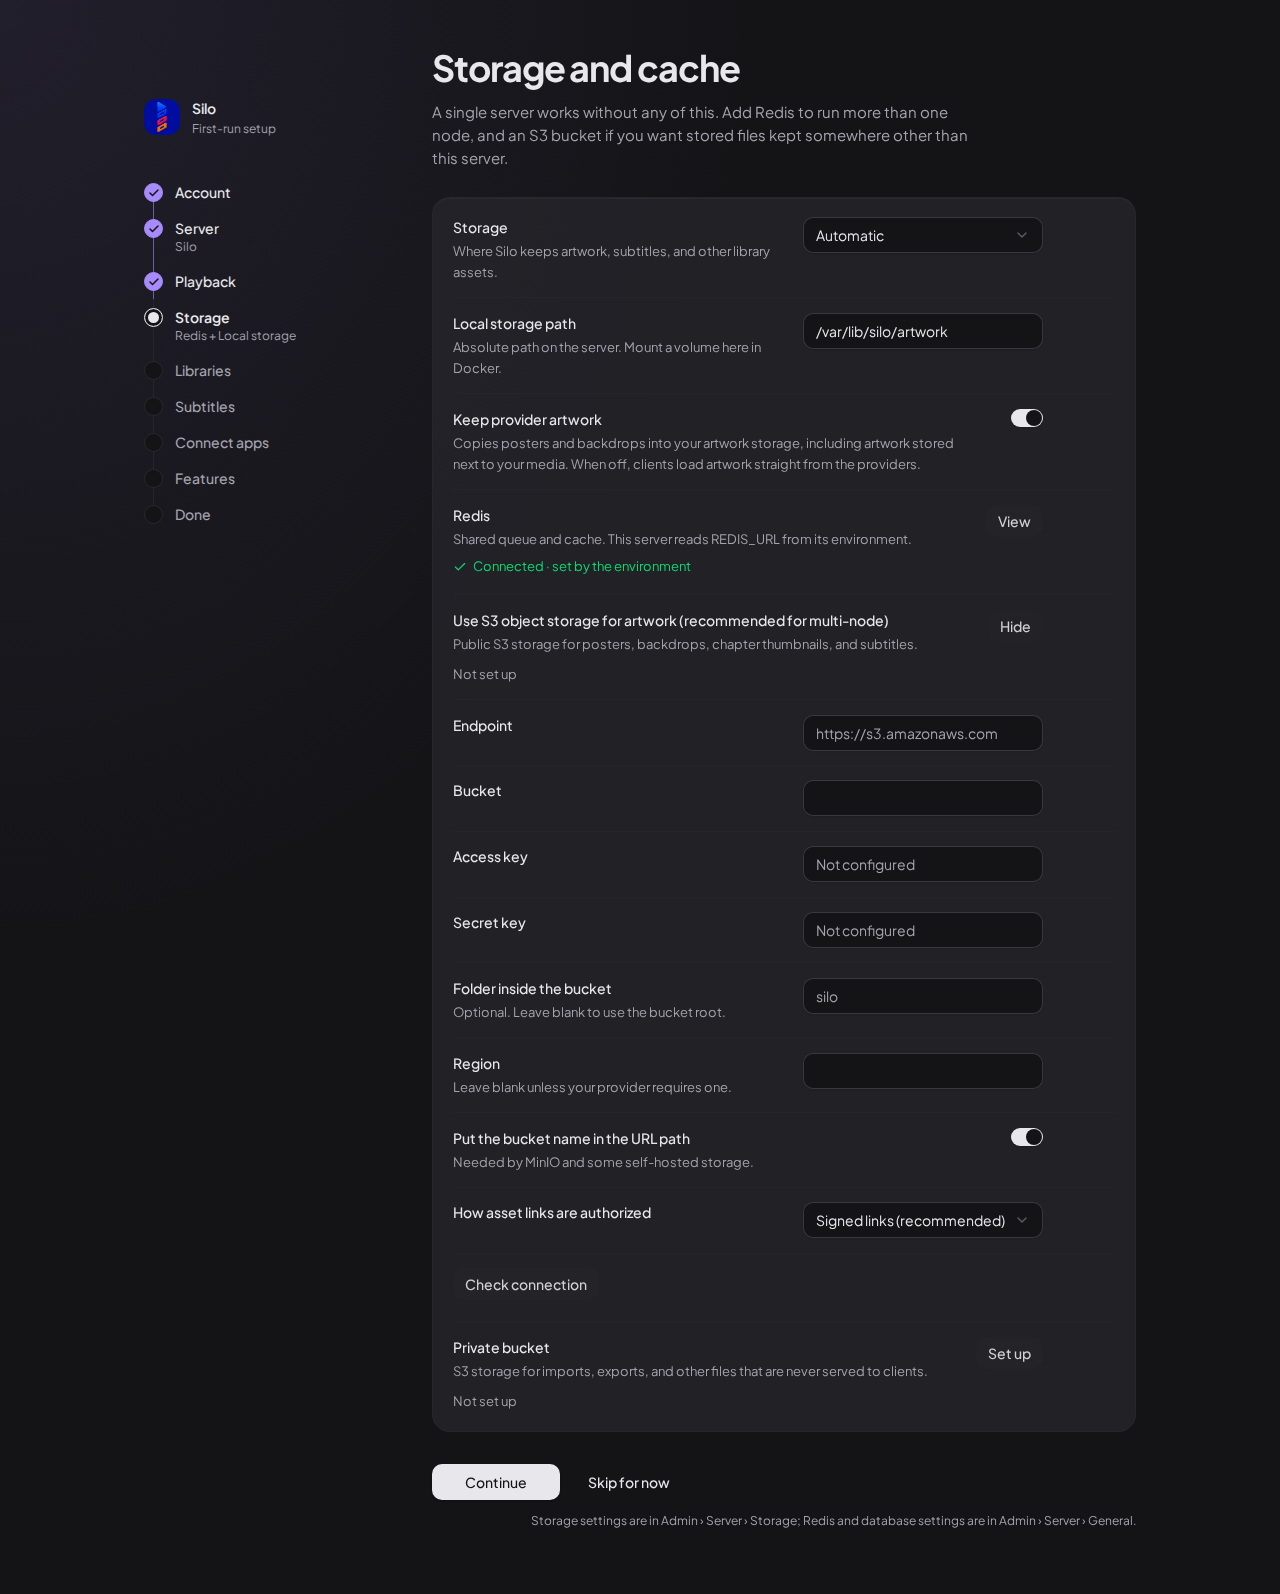 Storage and cache
A single server works without any of this. Add Redis to run more than one
node, and an S3 bucket if you want stored files kept somewhere other than
this server.
Silo
First-run setup
Account
Server
Silo
Playback
Storage
Redis + Local storage
Libraries
Subtitles
Connect apps
Features
Done
Storage
Where Silo keeps artwork, subtitles, and other library
assets.
Automatic
Local storage path
Absolute path on the server. Mount a volume here in
Docker.
/var/lib/silo/artwork
Keep provider artwork
Copies posters and backdrops into your artwork storage, including artwork stored
next to your media. When off, clients load artwork straight from the providers.
Redis
Shared queue and cache. This server reads REDIS_URL from its environment.
Connected · set by the environment
View
Use S3 object storage for artwork (recommended for multi-node)
Public S3 storage for posters, backdrops, chapter thumbnails, and subtitles.
Not set up
Hide
Endpoint
https://s3.amazonaws.com
Bucket
Access key
Not configured
Secret key
Not configured
Folder inside the bucket
Optional. Leave blank to use the bucket root.
silo
Region
Leave blank unless your provider requires one.
Put the bucket name in the URL path
Needed by MinIO and some self-hosted storage.
How asset links are authorized
Signed links (recommended)
Check connection
Private bucket
S3 storage for imports, exports, and other files that are never served to clients.
Not set up
Set up
Continue
Skip for now
Storage settings are in Admin › Server › Storage; Redis and database settings are in Admin › Server › General.